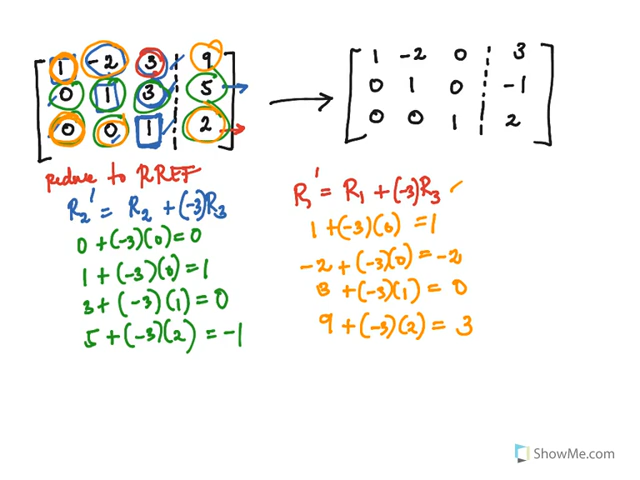 1 -2 3 9
0 1 3 5
0 0 1 2
1 -2 0 3
0 1 0 -1
0 0 1 2
reduce to RREF
R₂' = R₂ + (-3)R₃
0 + (-3)(0) = 0
1 + (-3)(0) = 1
3 + (-3)(1) = 0
5 + (-3)(2) = -1
R₁' = R₁ + (-3)R₃
1 + (-3)(0) = 1
-2 + (-3)(0) = -2
3 + (-3)(1) = 0
9 + (-3)(2) = 3
ShowMe.com